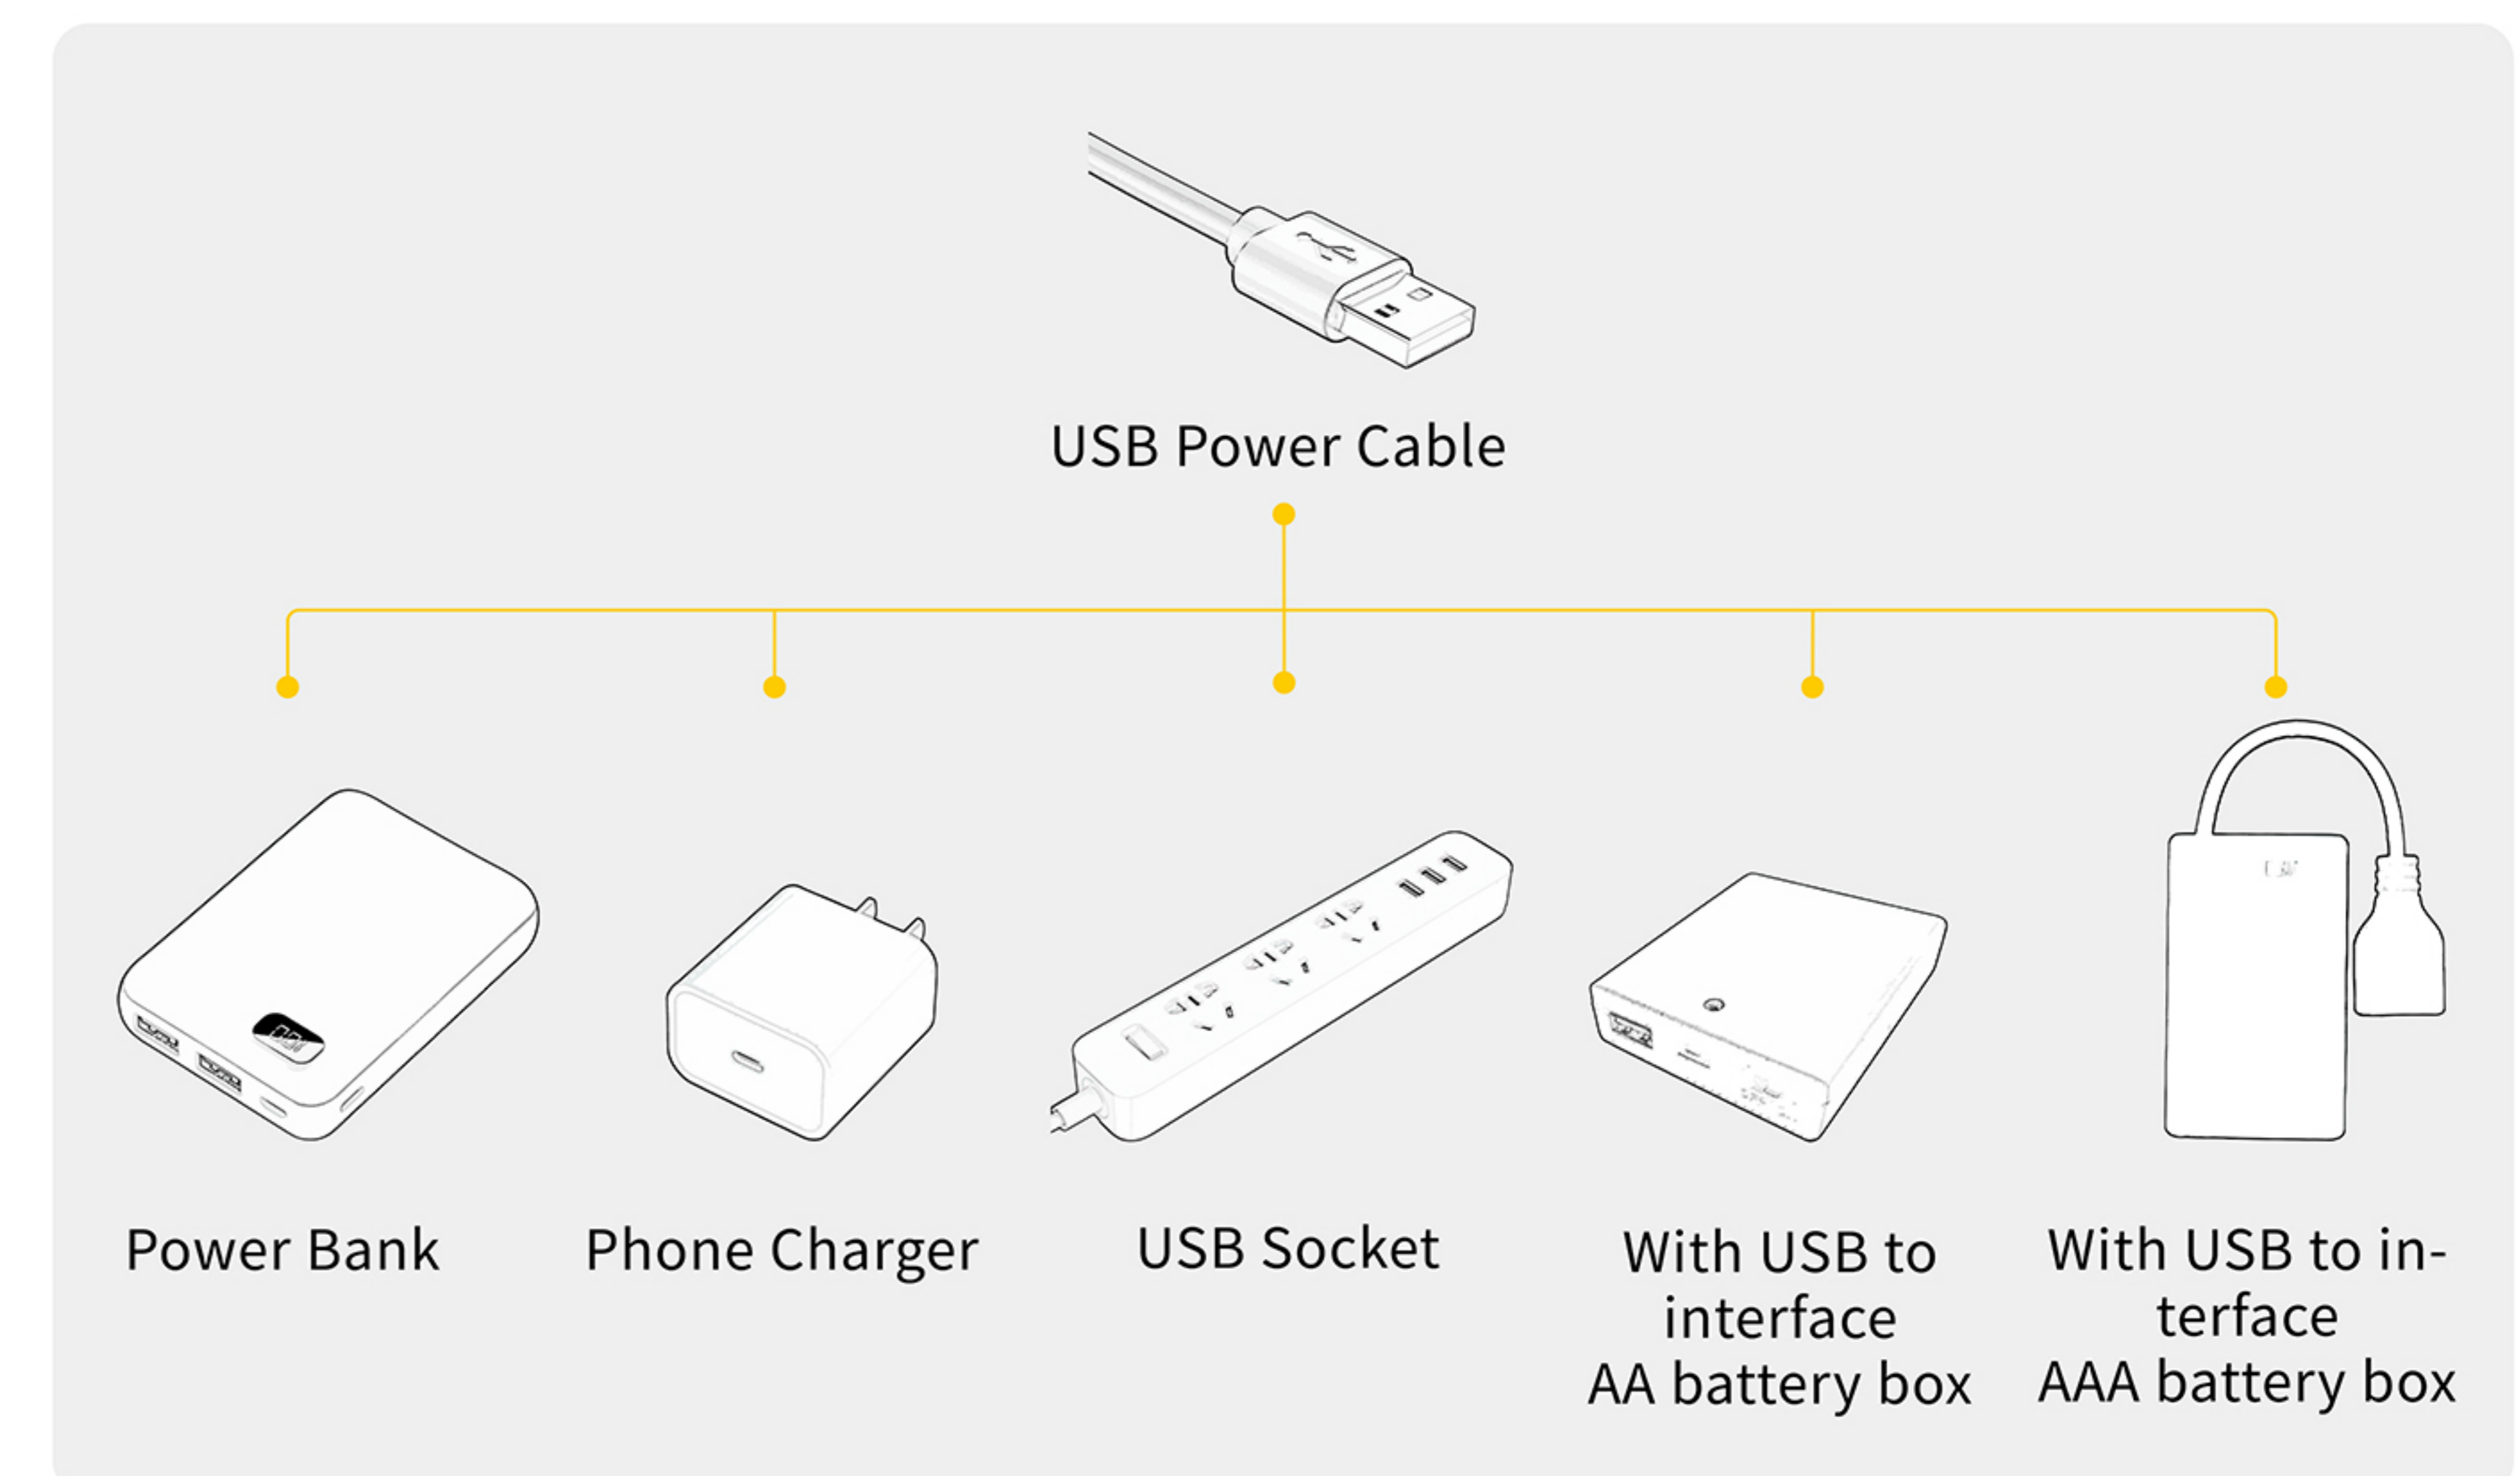 USB Power Cable
Power Bank
Phone Charger
USB Socket
With USB to
interface
AA battery box
With USB to in-
terface
AAA battery box